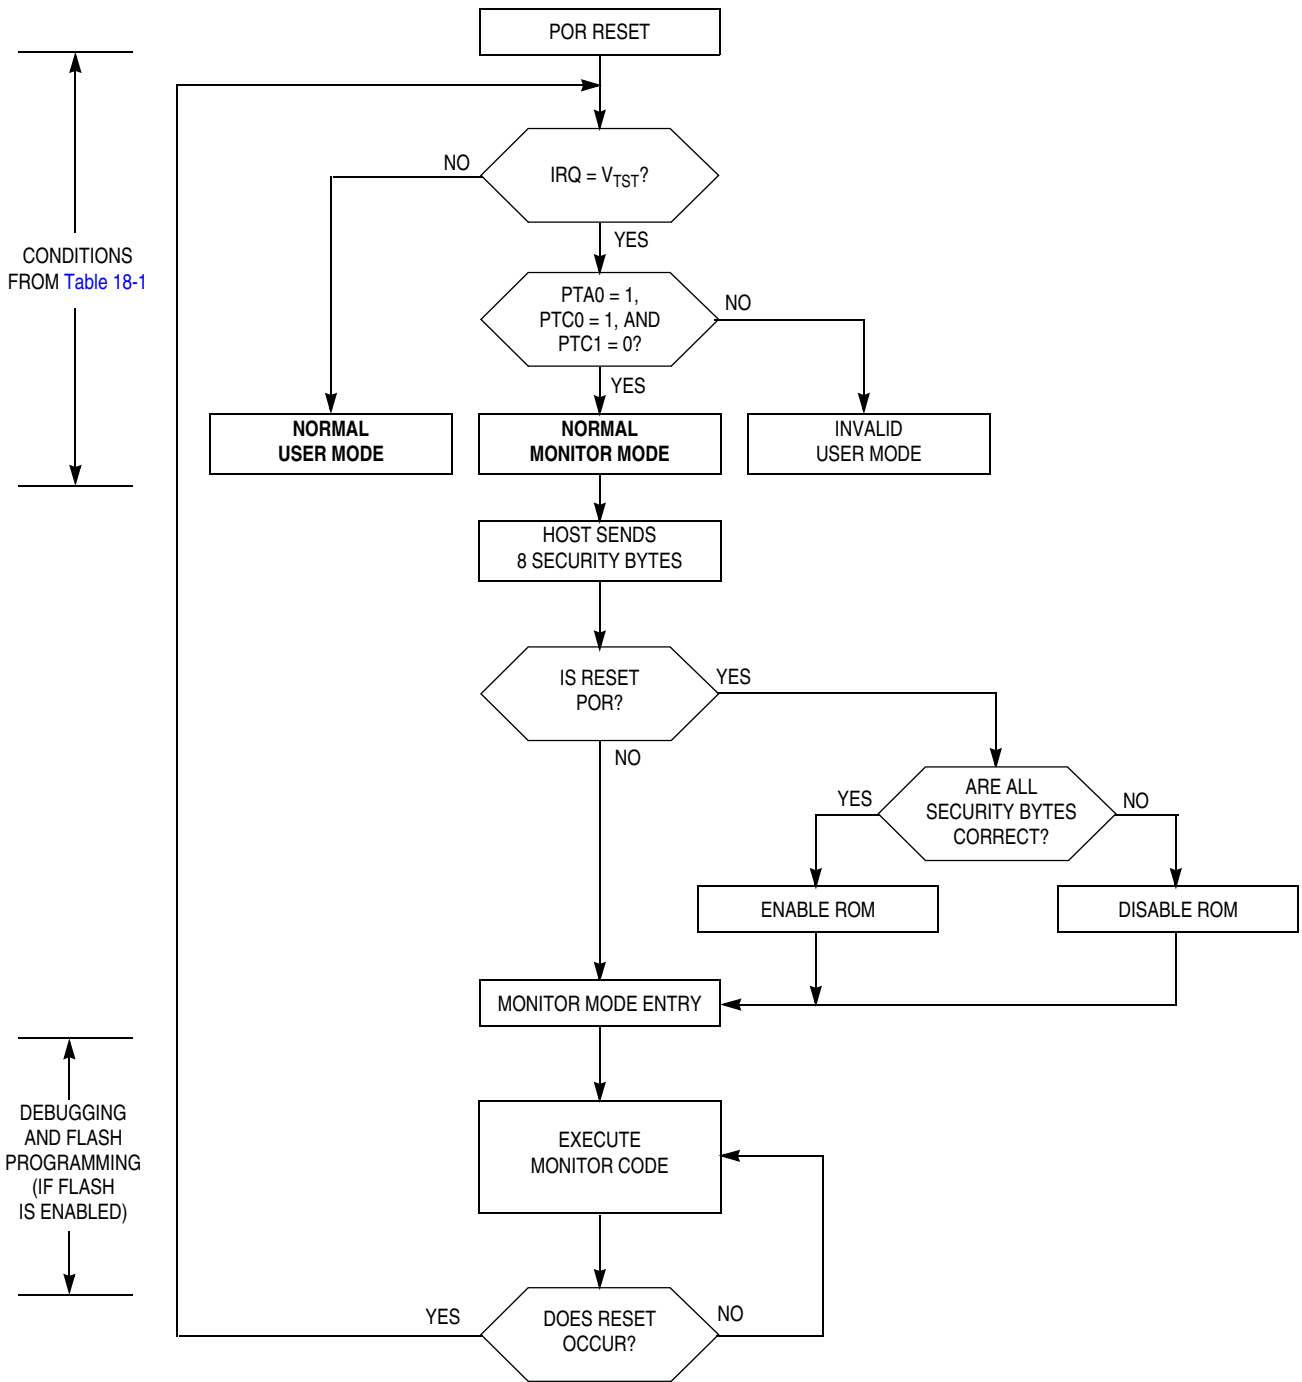 POR RESET
NO
IRQ = VTST?
YES
CONDITIONS
FROM Table 18-1
PTA0 = 1,
PTC0 = 1, AND
PTC1 = 0?
NO
YES
NORMAL
USER MODE
NORMAL
MONITOR MODE
INVALID
USER MODE
HOST SENDS
8 SECURITY BYTES
IS RESET
POR?
YES
NO
ARE ALL
SECURITY BYTES
CORRECT?
YES
NO
ENABLE ROM
DISABLE ROM
MONITOR MODE ENTRY
DEBUGGING
AND FLASH
PROGRAMMING
(IF FLASH
IS ENABLED)
EXECUTE
MONITOR CODE
YES
DOES RESET
OCCUR?
NO